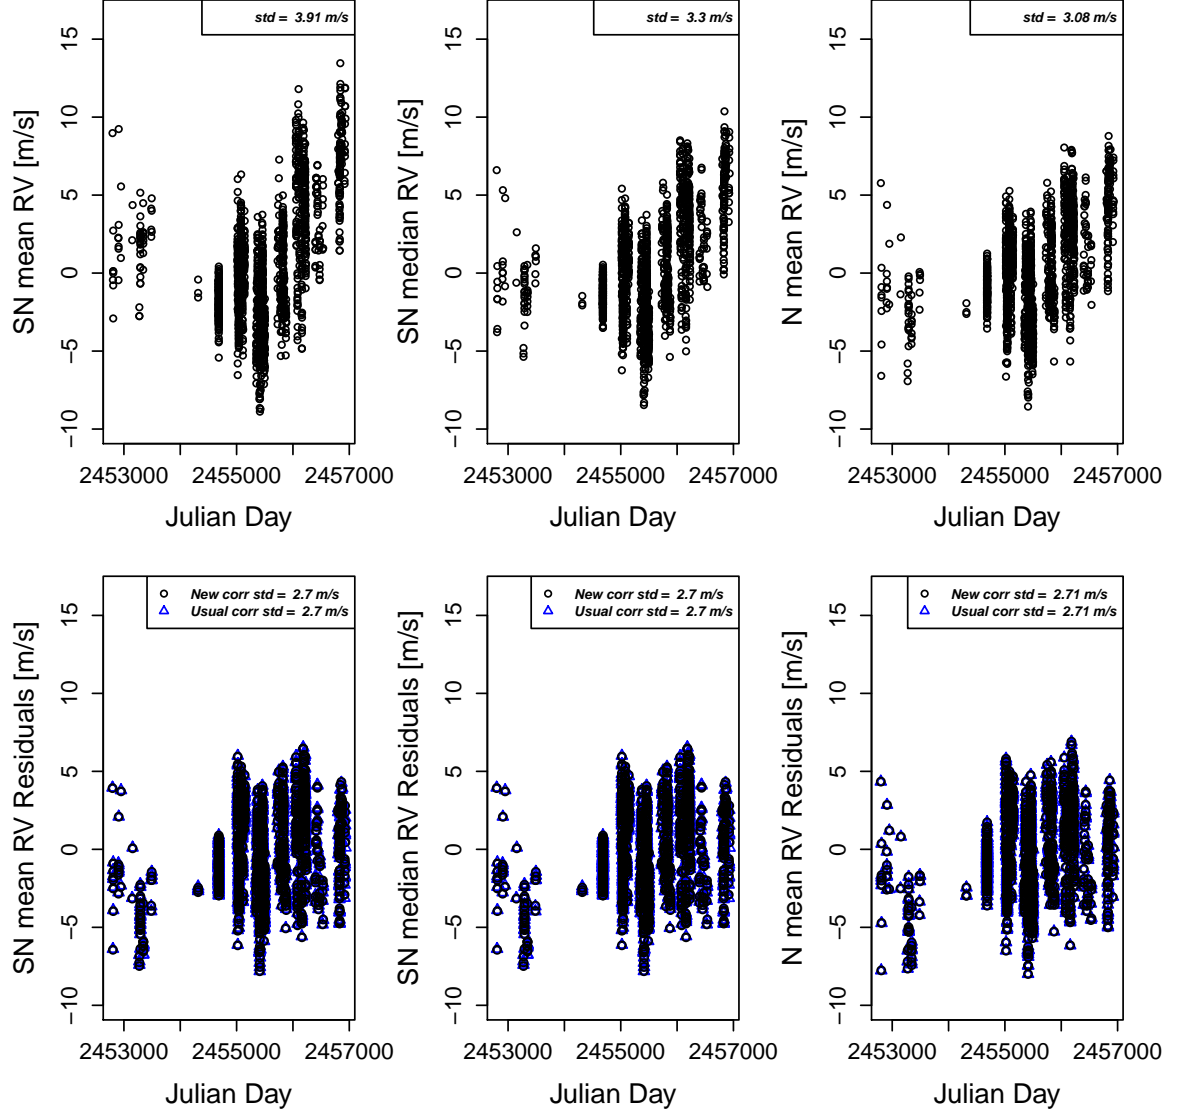 std = 3.91 m/s
SN mean RV [m/s]
15
10
5
0
−5
−10
2453000 2455000 2457000
Julian Day
std = 3.3 m/s
SN median RV [m/s]
15
10
5
0
−5
−10
2453000 2455000 2457000
Julian Day
std = 3.08 m/s
N mean RV [m/s]
15
10
5
0
−5
−10
2453000 2455000 2457000
Julian Day
New corr std = 2.7 m/s
Usual corr std = 2.7 m/s
SN mean RV Residuals [m/s]
15
10
5
0
−5
−10
2453000 2455000 2457000
Julian Day
New corr std = 2.7 m/s
Usual corr std = 2.7 m/s
SN median RV Residuals [m/s]
15
10
5
0
−5
−10
2453000 2455000 2457000
Julian Day
New corr std = 2.71 m/s
Usual corr std = 2.71 m/s
N mean RV Residuals [m/s]
15
10
5
0
−5
−10
2453000 2455000 2457000
Julian Day